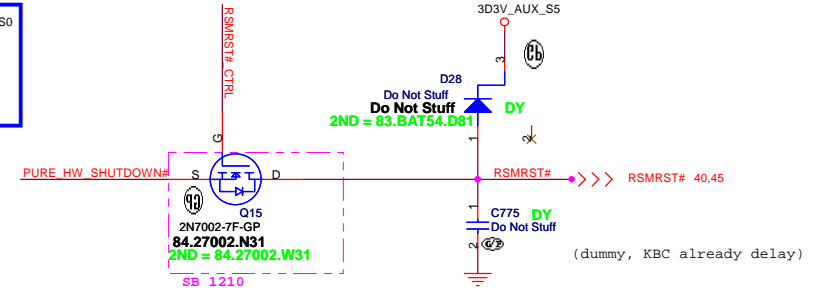 S0
3D3V_AUX_S5
RSMRST#_CTRL
3
D28
Do Not Stuff
Do Not Stuff
DY
2ND = 83.BAT54.D81
1
2
G
PURE_HW_SHUTDOWN#
S
D
RSMRST#
RSMRST# 40,45
Q15
2N7002-7F-GP
84.27002.N31
2ND = 84.27002.W31
SB 1210
1
C775
DY
Do Not Stuff
2
(dummy, KBC already delay)